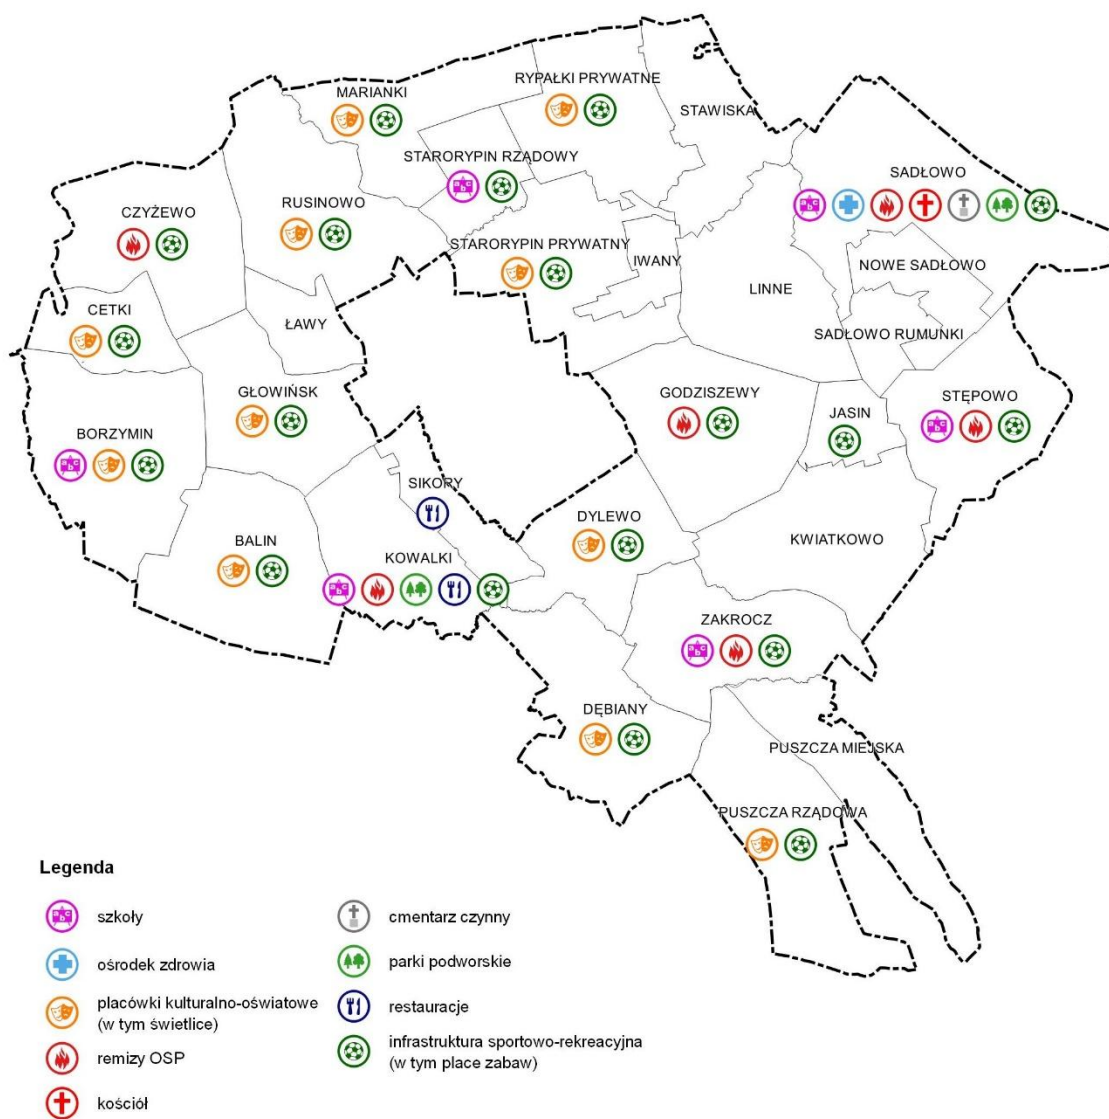 MARIANKI
RYPAŁKI PRYWATNE
STAWISKA
STARORYPIN RZĄDOWY
SADŁOWO
CZYŻEWO
RUSINOWO
STARORYPIN PRYWATNY
IWANY
NOWE SADŁOWO
LINNE
CETKI
ŁAWY
SADŁOWO RUMUNKI
GŁOWIŃSK
GODZISZEWY
JASIN
STĘPOWO
BORZYMIN
SIKORY
DYLEWO
BALIN
KWIATKOWO
KOWALKI
ZAKROCZ
DĘBIANY
PUSZCZA MIEJSKA
PUSZCZA RZĄDOWA
Legenda
szkoły
ośrodek zdrowia
placówki kulturalno-oświatowe
(w tym świetlice)
remizy OSP
kościół
cmentarz czynny
parki podworskie
restauracje
infrastruktura sportowo-rekreacyjna
(w tym place zabaw)